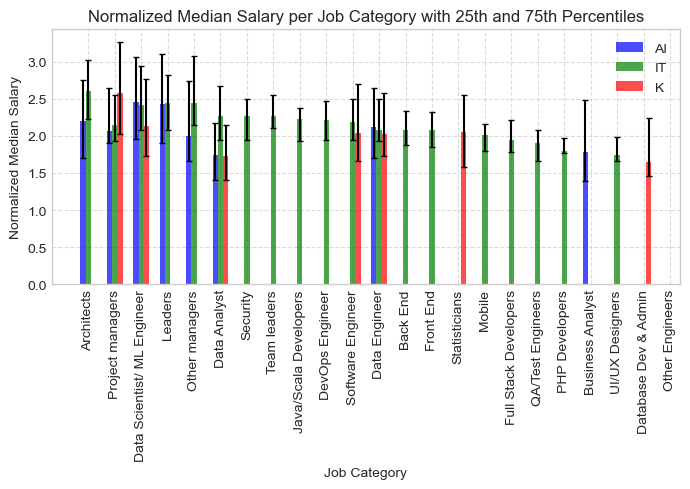 Normalized Median Salary per Job Category with 25th and 75th Percentiles
AI
IT
K
Normalized Median Salary
3.0
2.5
2.0
1.5
1.0
0.5
0.0
Architects
Project managers
Data Scientist/ ML Engineer
Leaders
Other managers
Data Analyst
Security
Team leaders
Java/Scala Developers
DevOps Engineer
Software Engineer
Data Engineer
Back End
Front End
Statisticians
Mobile
Full Stack Developers
QA/Test Engineers
PHP Developers
Business Analyst
UI/UX Designers
Database Dev & Admin
Other Engineers
Job Category